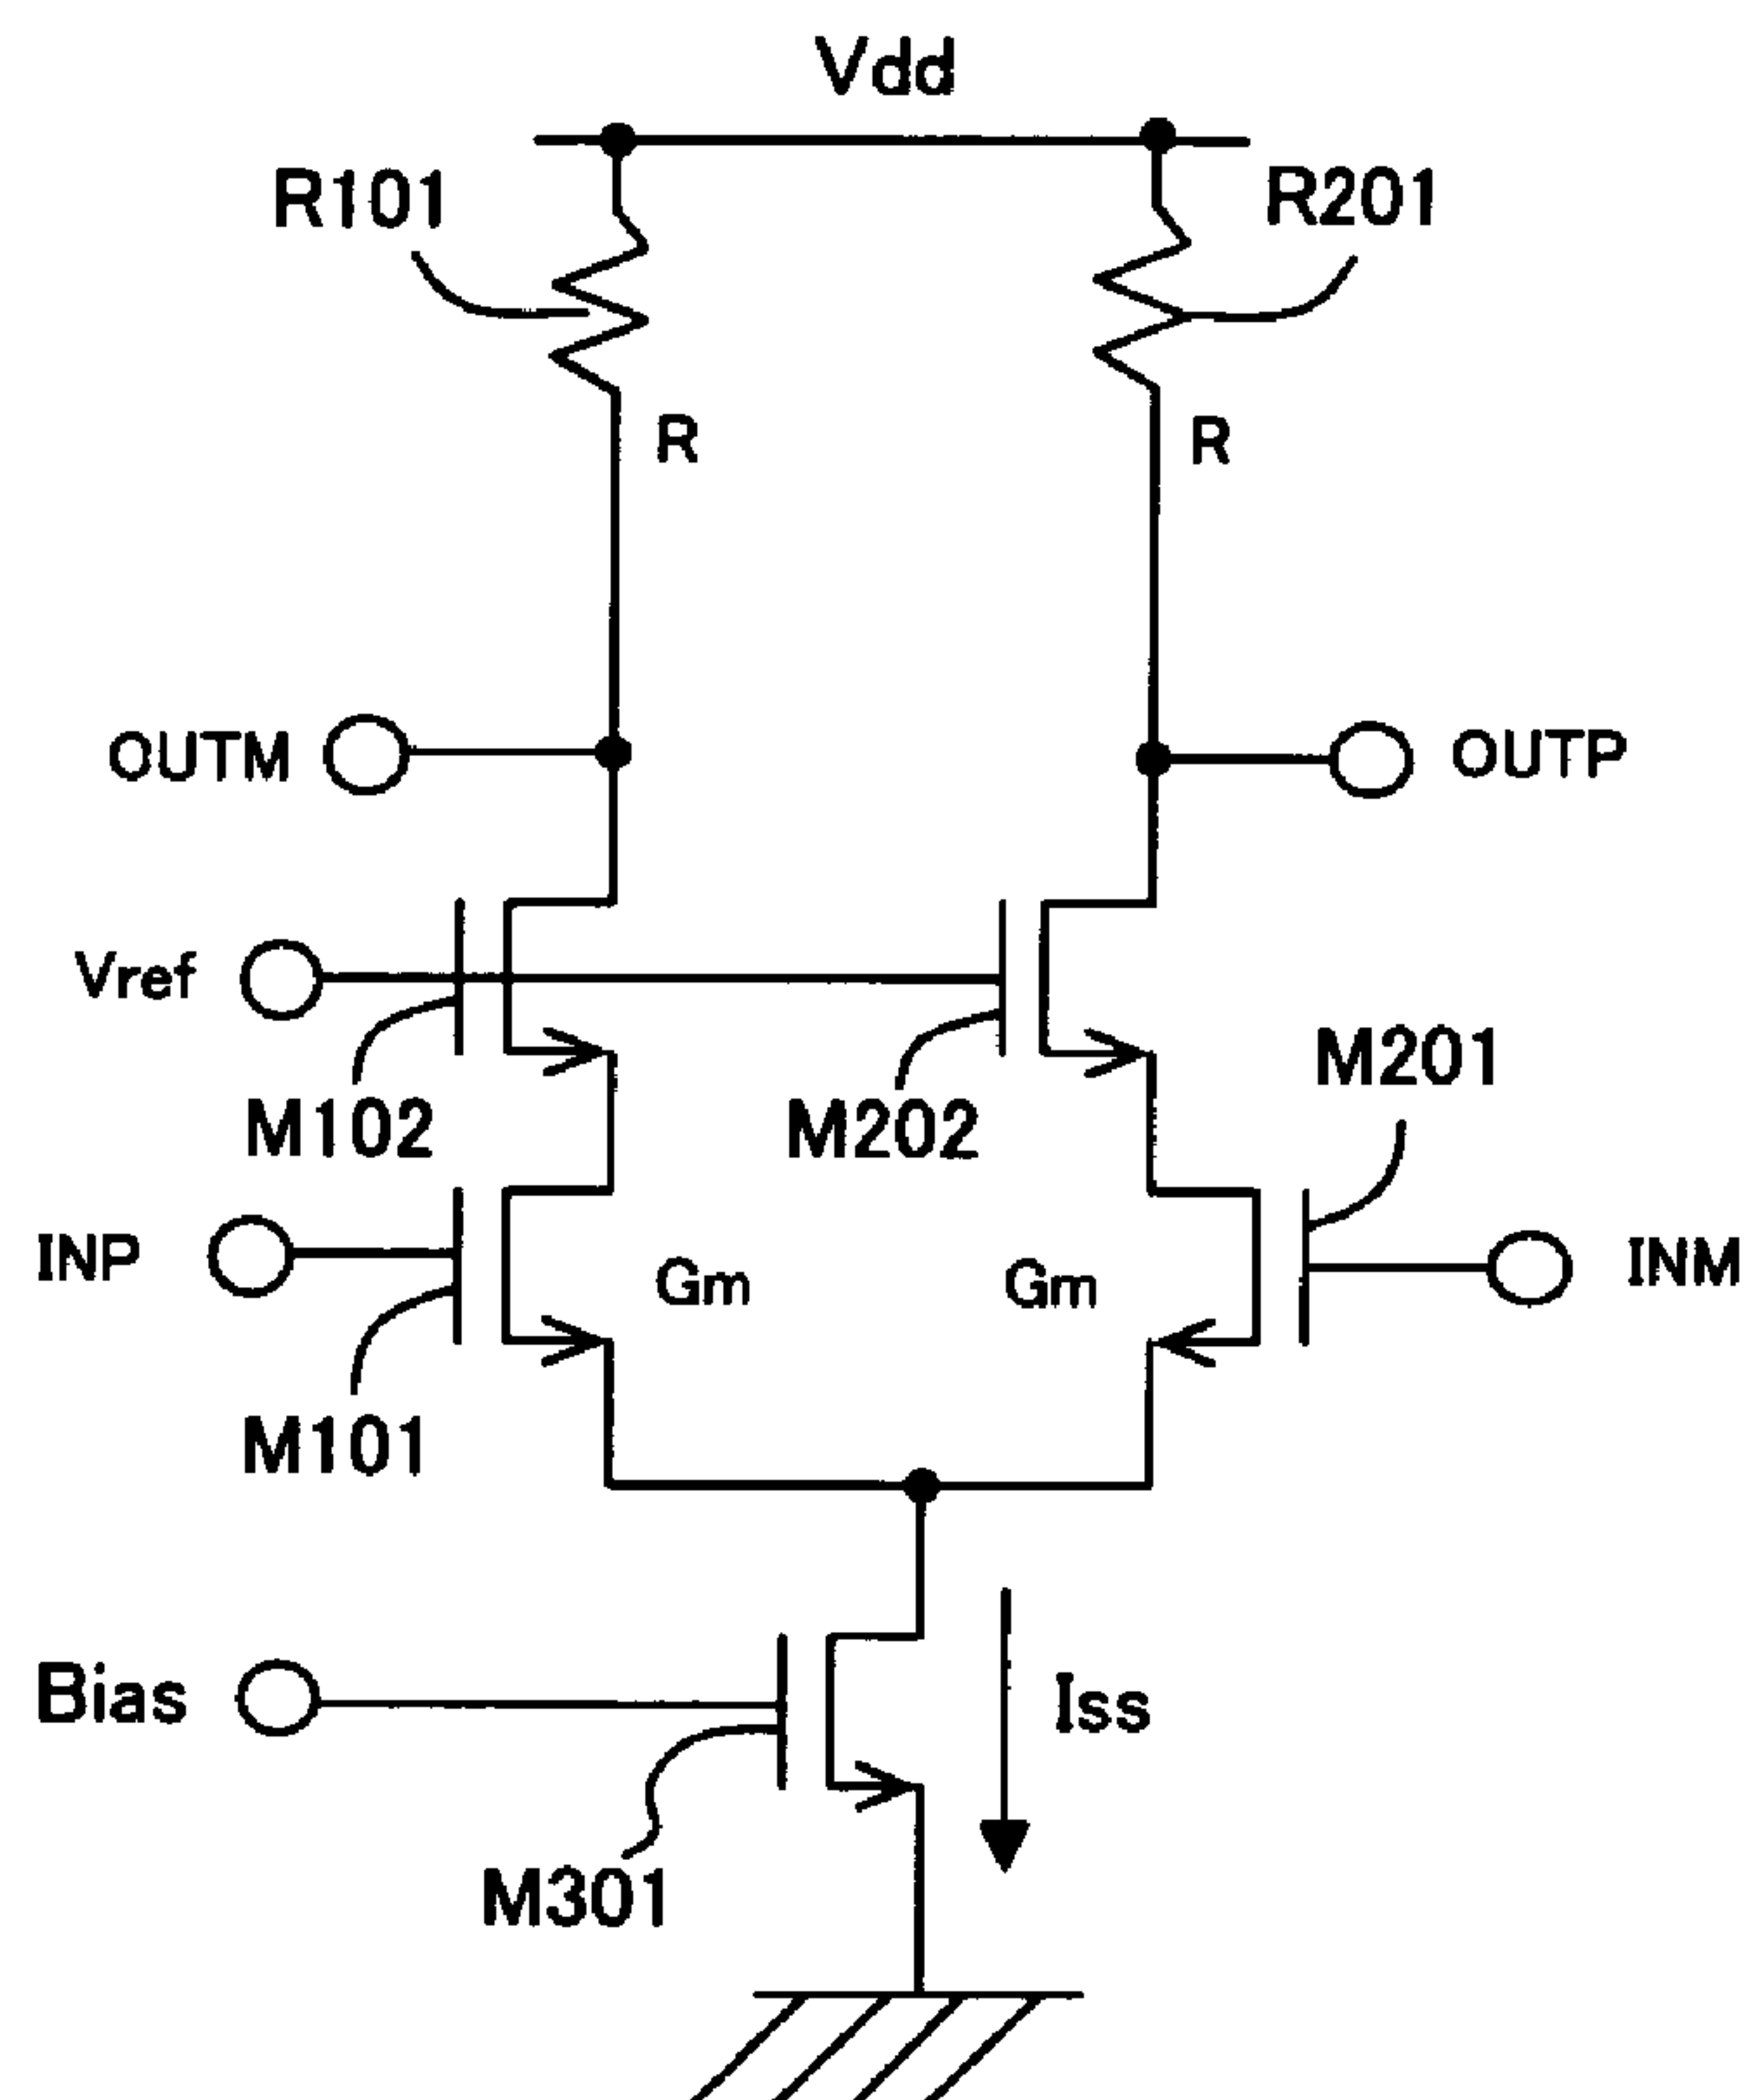 Vdd
R101
R201
R
R
OUTM
OUTP
Vref
M201
M102
M202
INP
Gm
Gm
INM
M101
Bias
Iss
M301